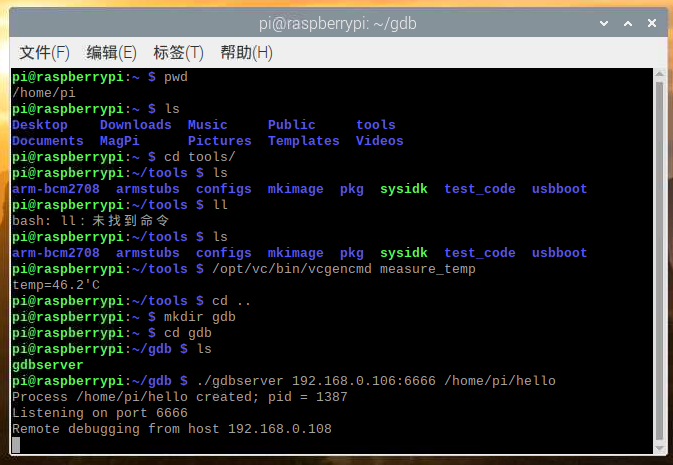 pi@raspberrypi: ~/gdb
文件(F) 编辑(E) 标签(T) 帮助(H)
pi@raspberrypi:~ $ pwd
/home/pi
pi@raspberrypi:~ $ ls
Desktop    Downloads  Music     Public     tools
Documents  MagPi      Pictures  Templates  Videos
pi@raspberrypi:~ $ cd tools/
pi@raspberrypi:~/tools $ ls
arm-bcm2708  armstubs  configs  mkimage  pkg  sysidk  test_code  usbboot
pi@raspberrypi:~/tools $ ll
bash: ll：未找到命令
pi@raspberrypi:~/tools $ ls
arm-bcm2708  armstubs  configs  mkimage  pkg  sysidk  test_code  usbboot
pi@raspberrypi:~/tools $ /opt/vc/bin/vcgencmd measure_temp
temp=46.2'C
pi@raspberrypi:~/tools $ cd ..
pi@raspberrypi:~ $ mkdir gdb
pi@raspberrypi:~ $ cd gdb
pi@raspberrypi:~/gdb $ ls
gdbserver
pi@raspberrypi:~/gdb $ ./gdbserver 192.168.0.106:6666 /home/pi/hello
Process /home/pi/hello created; pid = 1387
Listening on port 6666
Remote debugging from host 192.168.0.108